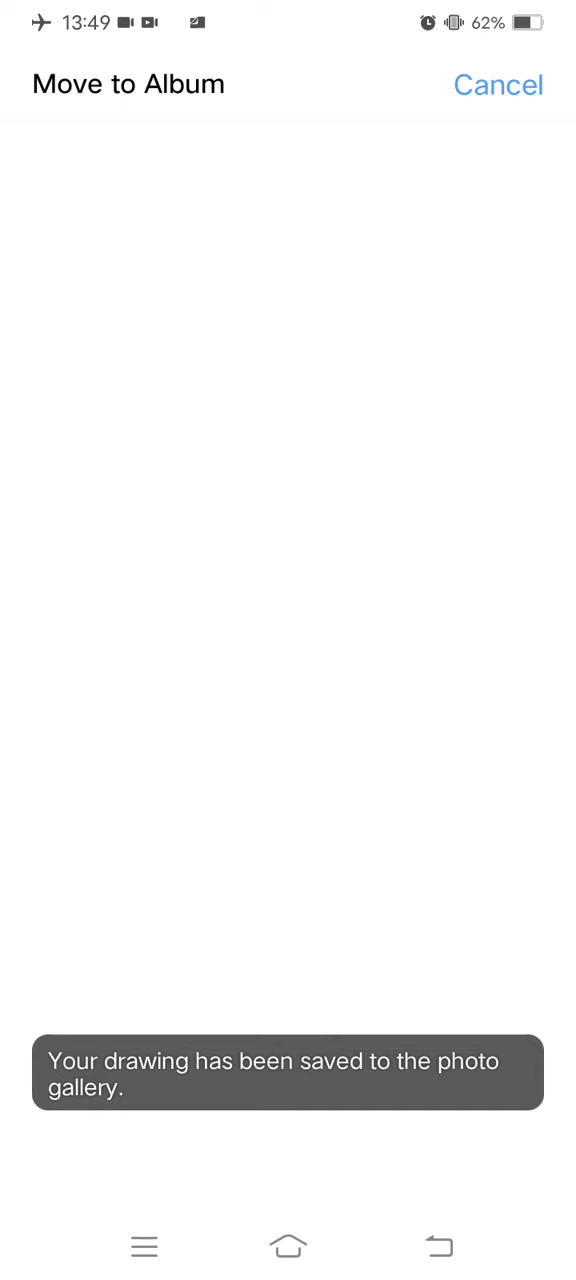 13:49
62%
Move to Album
Cancel
Your drawing has been saved to the photo
gallery.